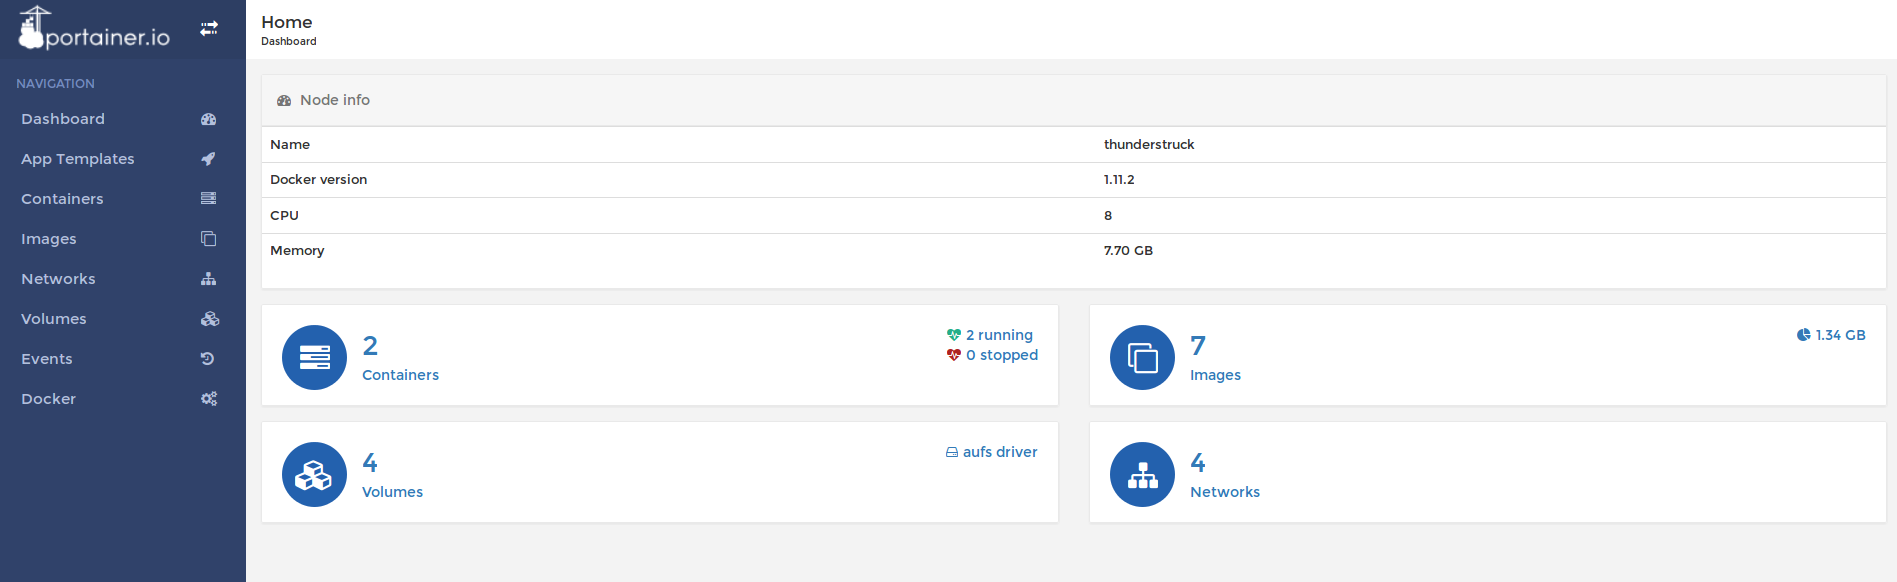 portainer.io
Home
Dashboard
NAVIGATION
Dashboard
App Templates
Containers
Images
Networks
Volumes
Events
Docker
Node info
Name thunderstruck
Docker version 1.11.2
CPU 8
Memory 7.70 GB
2
Containers
2 running
0 stopped
7
Images
1.34 GB
4
Volumes
aufs driver
4
Networks